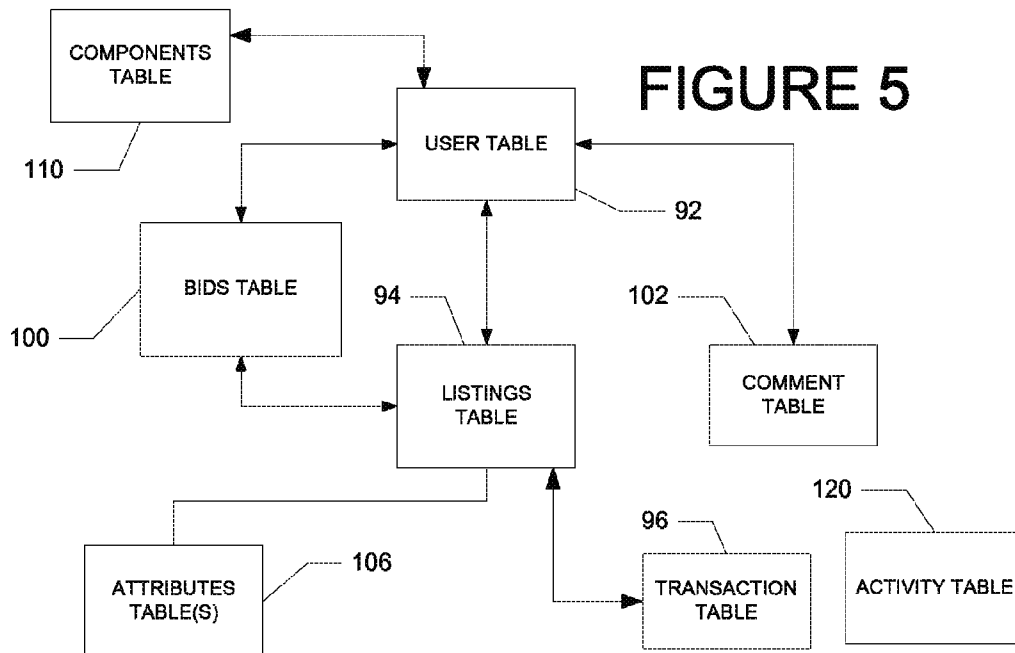 COMPONENTS
TABLE
FIGURE 5
USER TABLE
110
92
BIDS TABLE
94
102
100
LISTINGS
TABLE
COMMENT
TABLE
120
96
ATTRIBUTES
TABLE(S)
106
TRANSACTION
TABLE
ACTIVITY TABLE